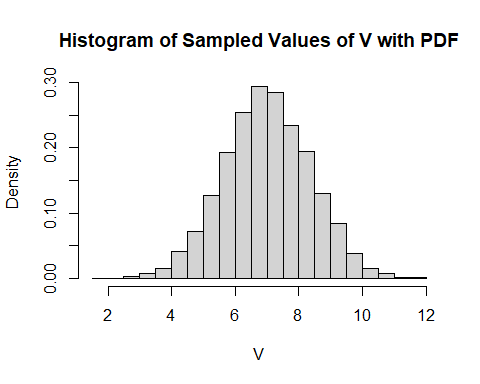 Histogram of Sampled Values of V with PDF
Density
0.30
0.20
0.10
0.00
2 4 6 8 10 12
V